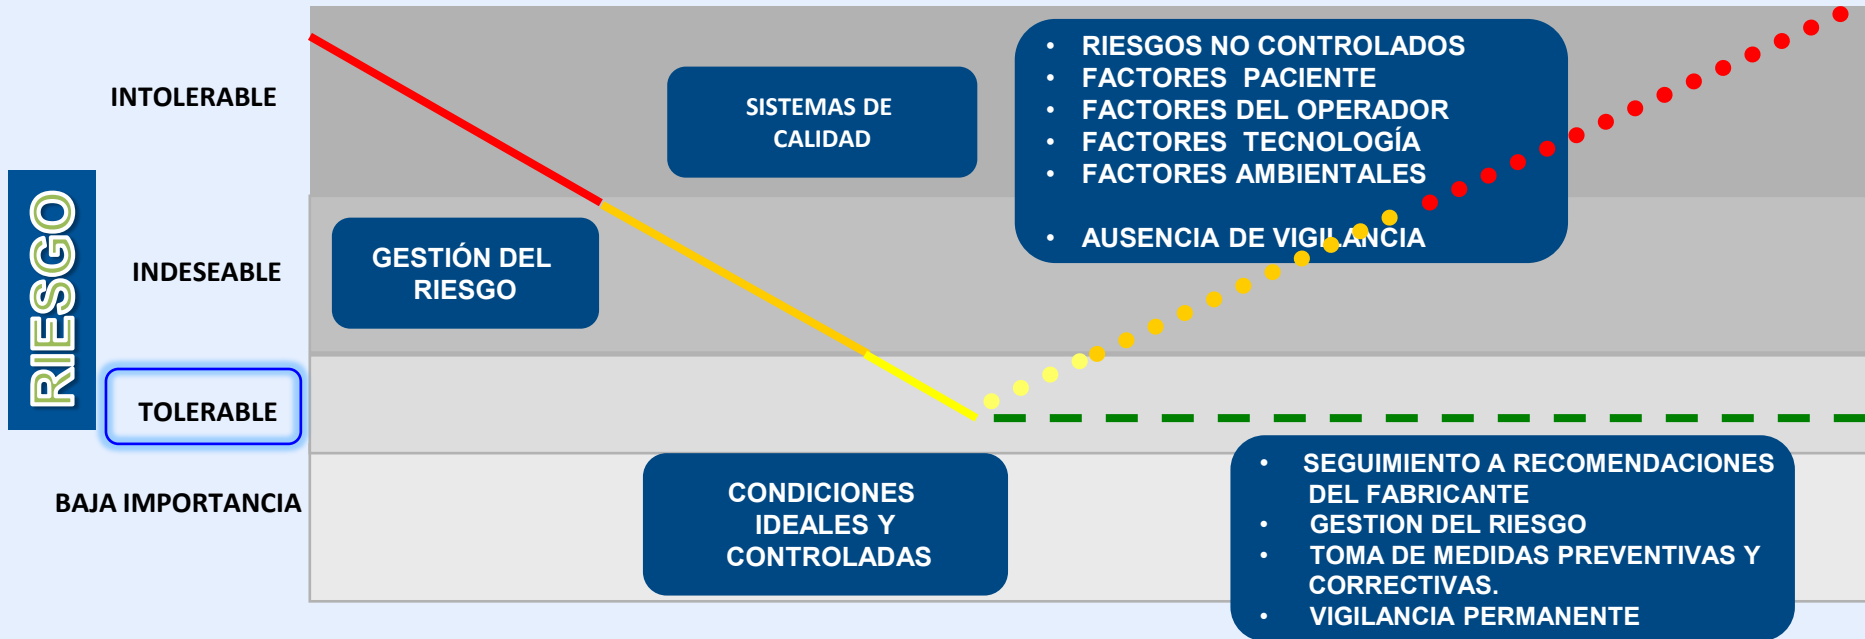 RIESGO
INTOLERABLE
INDESEABLE
TOLERABLE
BAJA IMPORTANCIA
GESTIÓN DEL
RIESGO
SISTEMAS DE
CALIDAD
• RIESGOS NO CONTROLADOS
• FACTORES PACIENTE
• FACTORES DEL OPERADOR
• FACTORES TECNOLOGÍA
• FACTORES AMBIENTALES
• AUSENCIA DE VIGILANCIA
CONDICIONES
IDEALES Y
CONTROLADAS
• SEGUIMIENTO A RECOMENDACIONES
DEL FABRICANTE
• GESTION DEL RIESGO
• TOMA DE MEDIDAS PREVENTIVAS Y
CORRECTIVAS.
• VIGILANCIA PERMANENTE